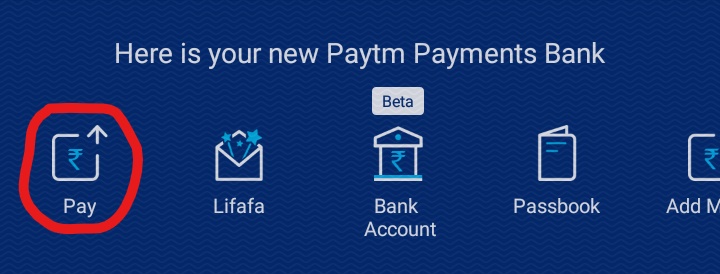 Here is your new Paytm Payments Bank
Beta
Pay
Lifafa
Bank
Account
Passbook
Add M